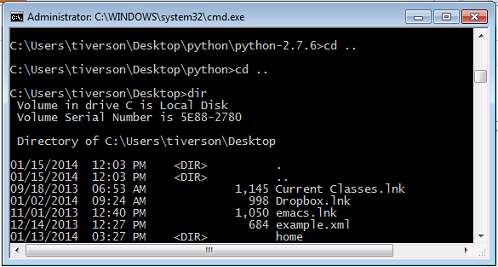 Administrator: C:\WINDOWS\system32\cmd.exe
C:\Users\tiverson\Desktop\python\python-2.7.6>cd ..
C:\Users\tiverson\Desktop\python>cd ..
C:\Users\tiverson\Desktop>dir
 Volume in drive C is Local Disk
 Volume Serial Number is 5E88-2780
 Directory of C:\Users\tiverson\Desktop
01/15/2014  12:03 PM    <DIR>          .
01/15/2014  12:03 PM    <DIR>          ..
09/18/2013  06:53 AM             1,145 Current Classes.lnk
01/02/2014  09:24 AM               998 Dropbox.lnk
11/01/2013  12:40 PM             1,050 emacs.lnk
12/14/2013  12:27 PM               684 example.xml
01/13/2014  03:27 PM    <DIR>          home